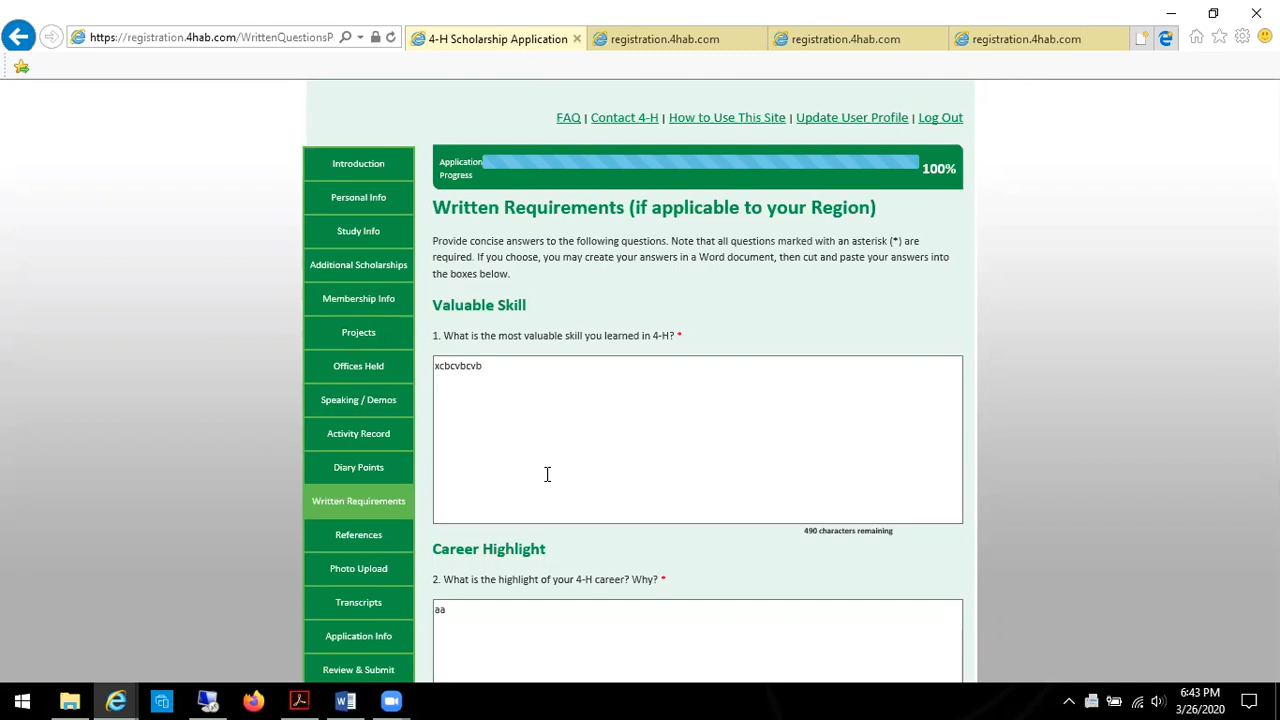 https://registration.4hab.com/WrittenQuestionsP
4-H Scholarship Application
registration.4hab.com
registration.4hab.com
registration.4hab.com
FAQ | Contact 4-H | How to Use This Site | Update User Profile | Log Out
Introduction
Personal Info
Study Info
Additional Scholarships
Membership Info
Projects
Offices Held
Speaking / Demos
Activity Record
Diary Points
Written Requirements
References
Photo Upload
Transcripts
Application Info
Review & Submit
Application
Progress
100%
Written Requirements (if applicable to your Region)
Provide concise answers to the following questions. Note that all questions marked with an asterisk (*) are
required. If you choose, you may create your answers in a Word document, then cut and paste your answers into
the boxes below.
Valuable Skill
1. What is the most valuable skill you learned in 4-H? *
xcbcvbcvb
490 characters remaining
Career Highlight
2. What is the highlight of your 4-H career? Why? *
aa
6:43 PM
3/26/2020